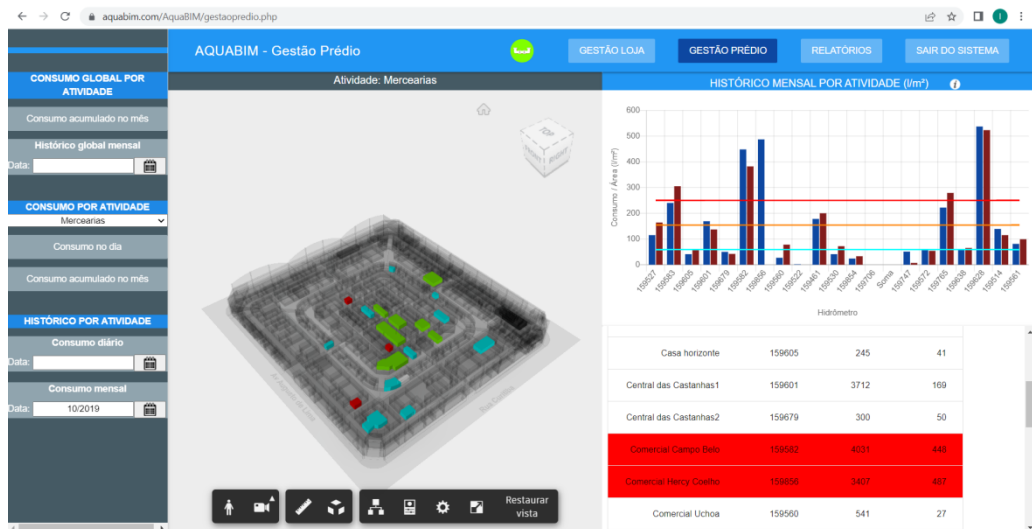 aquabim.com/AquaBIM/gestaopredio.php
AQUABIM - Gestão Prédio
GESTÃO LOJA
GESTÃO PRÉDIO
RELATÓRIOS
SAIR DO SISTEMA
CONSUMO GLOBAL POR
ATIVIDADE
Consumo acumulado no mês
Histórico global mensal
Data:
CONSUMO POR ATIVIDADE
Mercearias
Consumo no dia
Consumo acumulado no mês
HISTÓRICO POR ATIVIDADE
Consumo diário
Data:
Consumo mensal
Data: 10/2019
Atividade: Mercearias
TOP
RIGHT
Restaurar
vista
HISTÓRICO MENSAL POR ATIVIDADE (l/m²)
Consumo / Área (l/m²)
600
500
400
300
200
100
0
159527
159583
159605
159601
159679
159582
159856
159560
159522
159461
159530
159854
159706
Soma
159747
159572
159765
159638
159628
159514
159561
Hidrômetro
Casa horizonte 159605 245 41
Central das Castanhas1 159601 3712 169
Central das Castanhas2 159679 300 50
Comercial Campo Belo 159582 4031 448
Comercial Hercy Coelho 159856 3407 487
Comercial Uchoa 159560 541 27